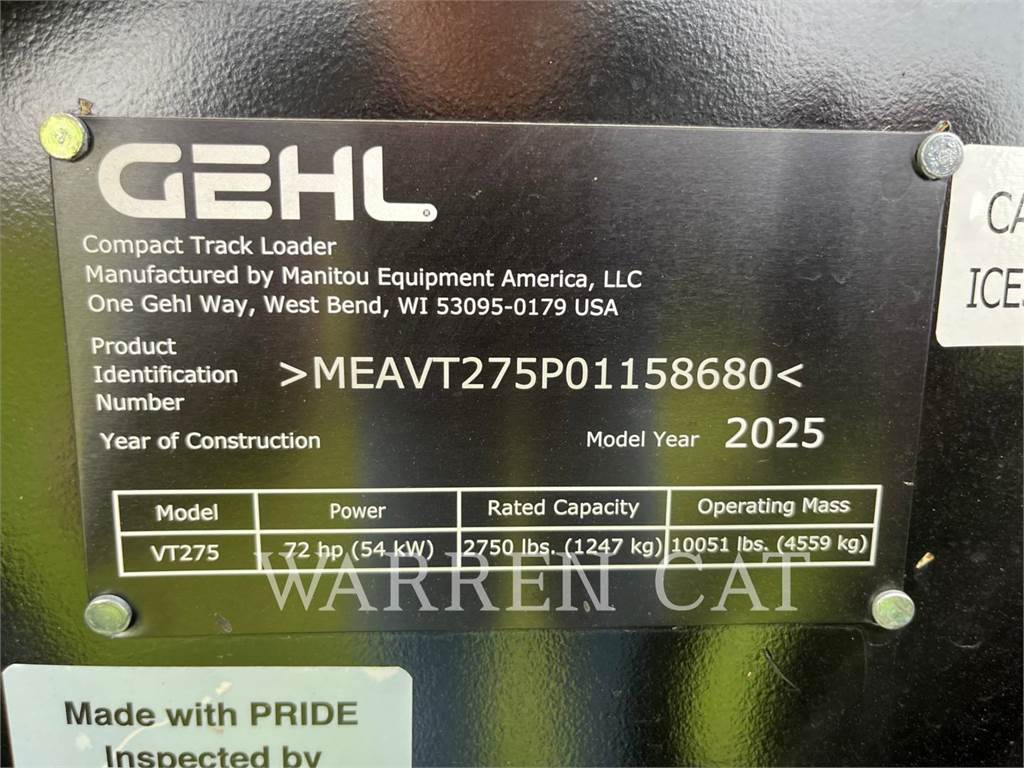 GEHL®
Compact Track Loader
Manufactured by Manitou Equipment America, LLC
One Gehl Way, West Bend, WI 53095-0179 USA
Product
Identification
Number
>MEAVT275P01158680<
Year of Construction
Model Year 2025
Model Power Rated Capacity Operating Mass
VT275 72 hp (54 kW) 2750 lbs. (1247 kg) 10051 lbs. (4559 kg)
WARREN CAT
Made with PRIDE
Inspected by
CA
ICES